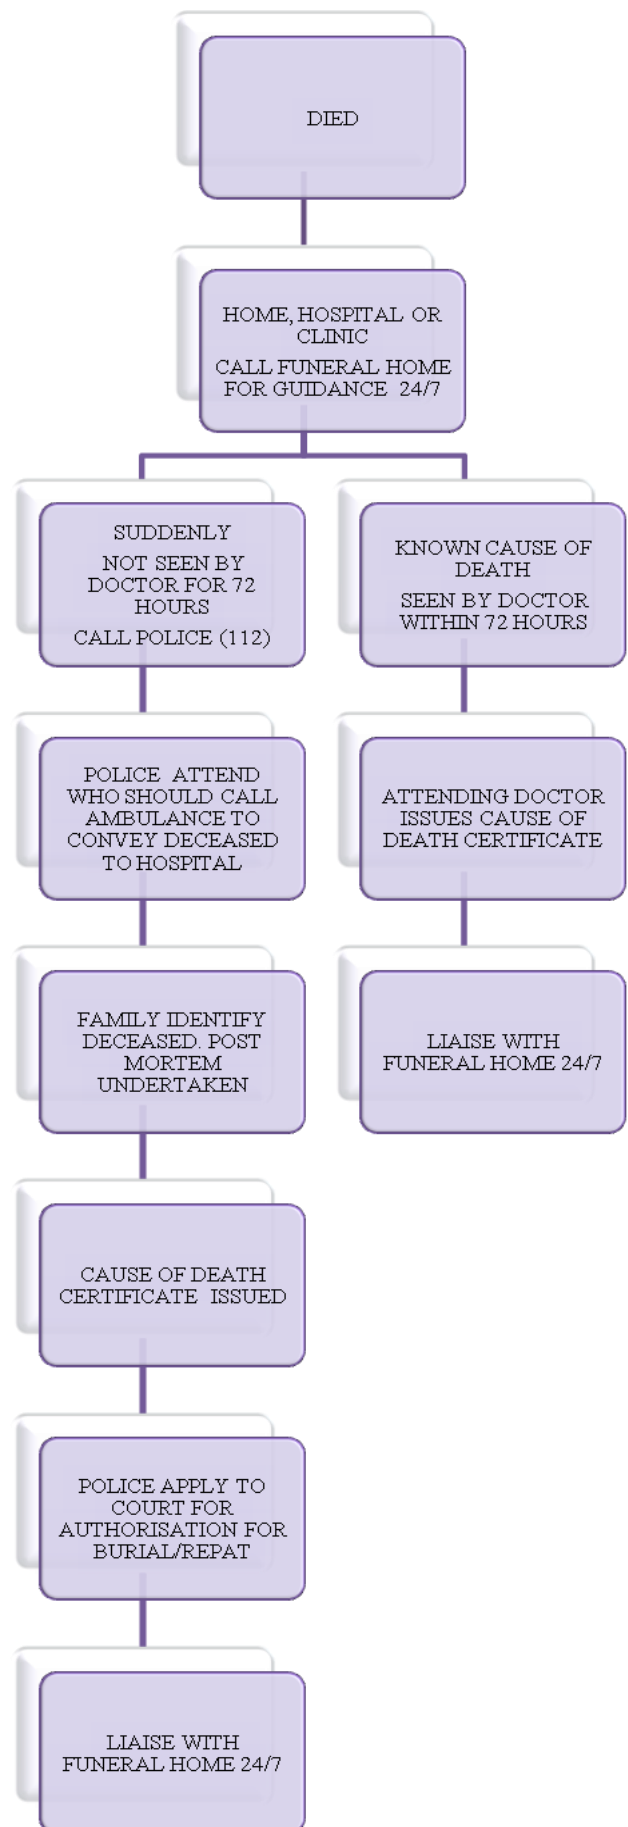 DIED
HOME, HOSPITAL OR
CLINIC
CALL FUNERAL HOME
FOR GUIDANCE 24/7
SUDDENLY
NOT SEEN BY
DOCTOR FOR 72
HOURS
CALL POLICE (112)
KNOWN CAUSE OF
DEATH
SEEN BY DOCTOR
WITHIN 72 HOURS
POLICE ATTEND
WHO SHOULD CALL
AMBULANCE TO
CONVEY DECEASED
TO HOSPITAL
ATTENDING DOCTOR
ISSUES CAUSE OF
DEATH CERTIFICATE
FAMILY IDENTIFY
DECEASED. POST
MORTEM
UNDERTAKEN
LIAISE WITH
FUNERAL HOME 24/7
CAUSE OF DEATH
CERTIFICATE ISSUED
POLICE APPLY TO
COURT FOR
AUTHORISATION FOR
BURIAL/REPAT
LIAISE WITH
FUNERAL HOME 24/7